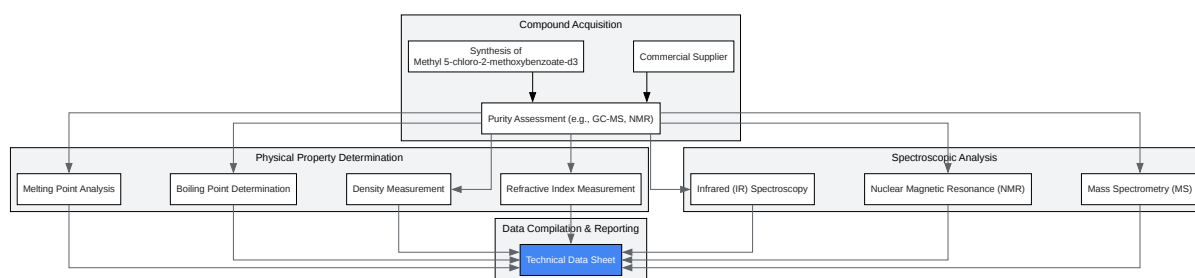 Compound Acquisition
Synthesis of
Methyl 5-chloro-2-methoxybenzoate-d3
Commercial Supplier
Purity Assessment (e.g., GC-MS, NMR)
Physical Property Determination
Spectroscopic Analysis
Melting Point Analysis
Boiling Point Determination
Density Measurement
Refractive Index Measurement
Infrared (IR) Spectroscopy
Nuclear Magnetic Resonance (NMR)
Mass Spectrometry (MS)
Data Compilation & Reporting
Technical Data Sheet